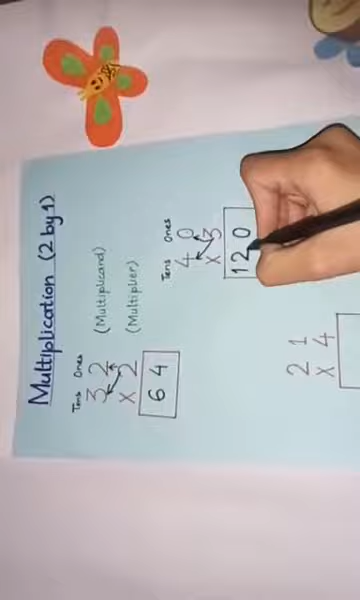 Multiplication (2 by 1)
Tens Ones
3 2 (Multiplicand)
x 2 (Multiplier)
6 4
Tens Ones
4 0
x 3
1 2 0
2 1
x 4